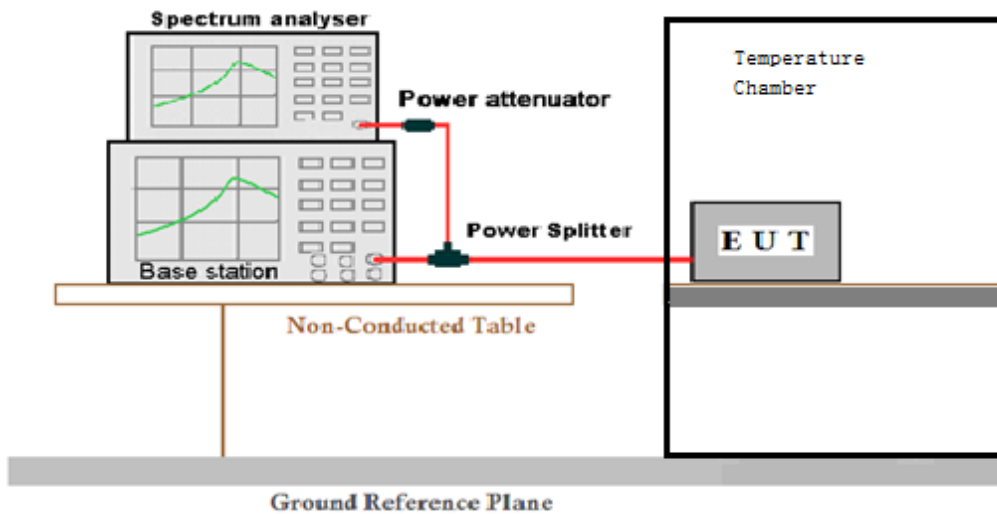 Spectrum analyser
Temperature
Chamber
Power attenuator
Power Splitter
E U T
Base station
Non-Conducted Table
Ground Reference Plane